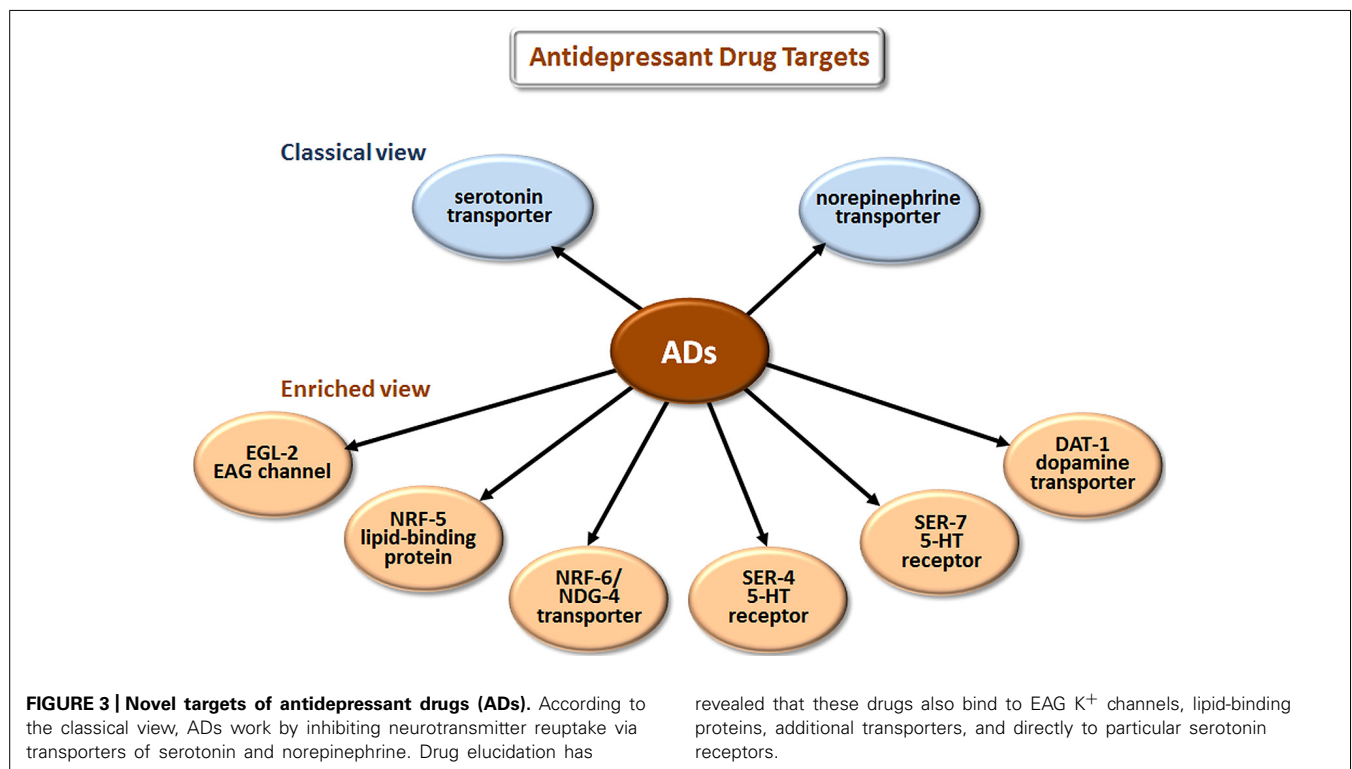 Antidepressant Drug Targets
Classical view
serotonin
transporter
norepinephrine
transporter
ADs
Enriched view
EGL-2
EAG channel
NRF-5
lipid-binding
protein
NRF-6/
NDG-4
transporter
SER-4
5-HT
receptor
SER-7
5-HT
receptor
DAT-1
dopamine
transporter
FIGURE 3 | Novel targets of antidepressant drugs (ADs). According to
the classical view, ADs work by inhibiting neurotransmitter reuptake via
transporters of serotonin and norepinephrine. Drug elucidation has
revealed that these drugs also bind to EAG K⁺ channels, lipid-binding
proteins, additional transporters, and directly to particular serotonin
receptors.